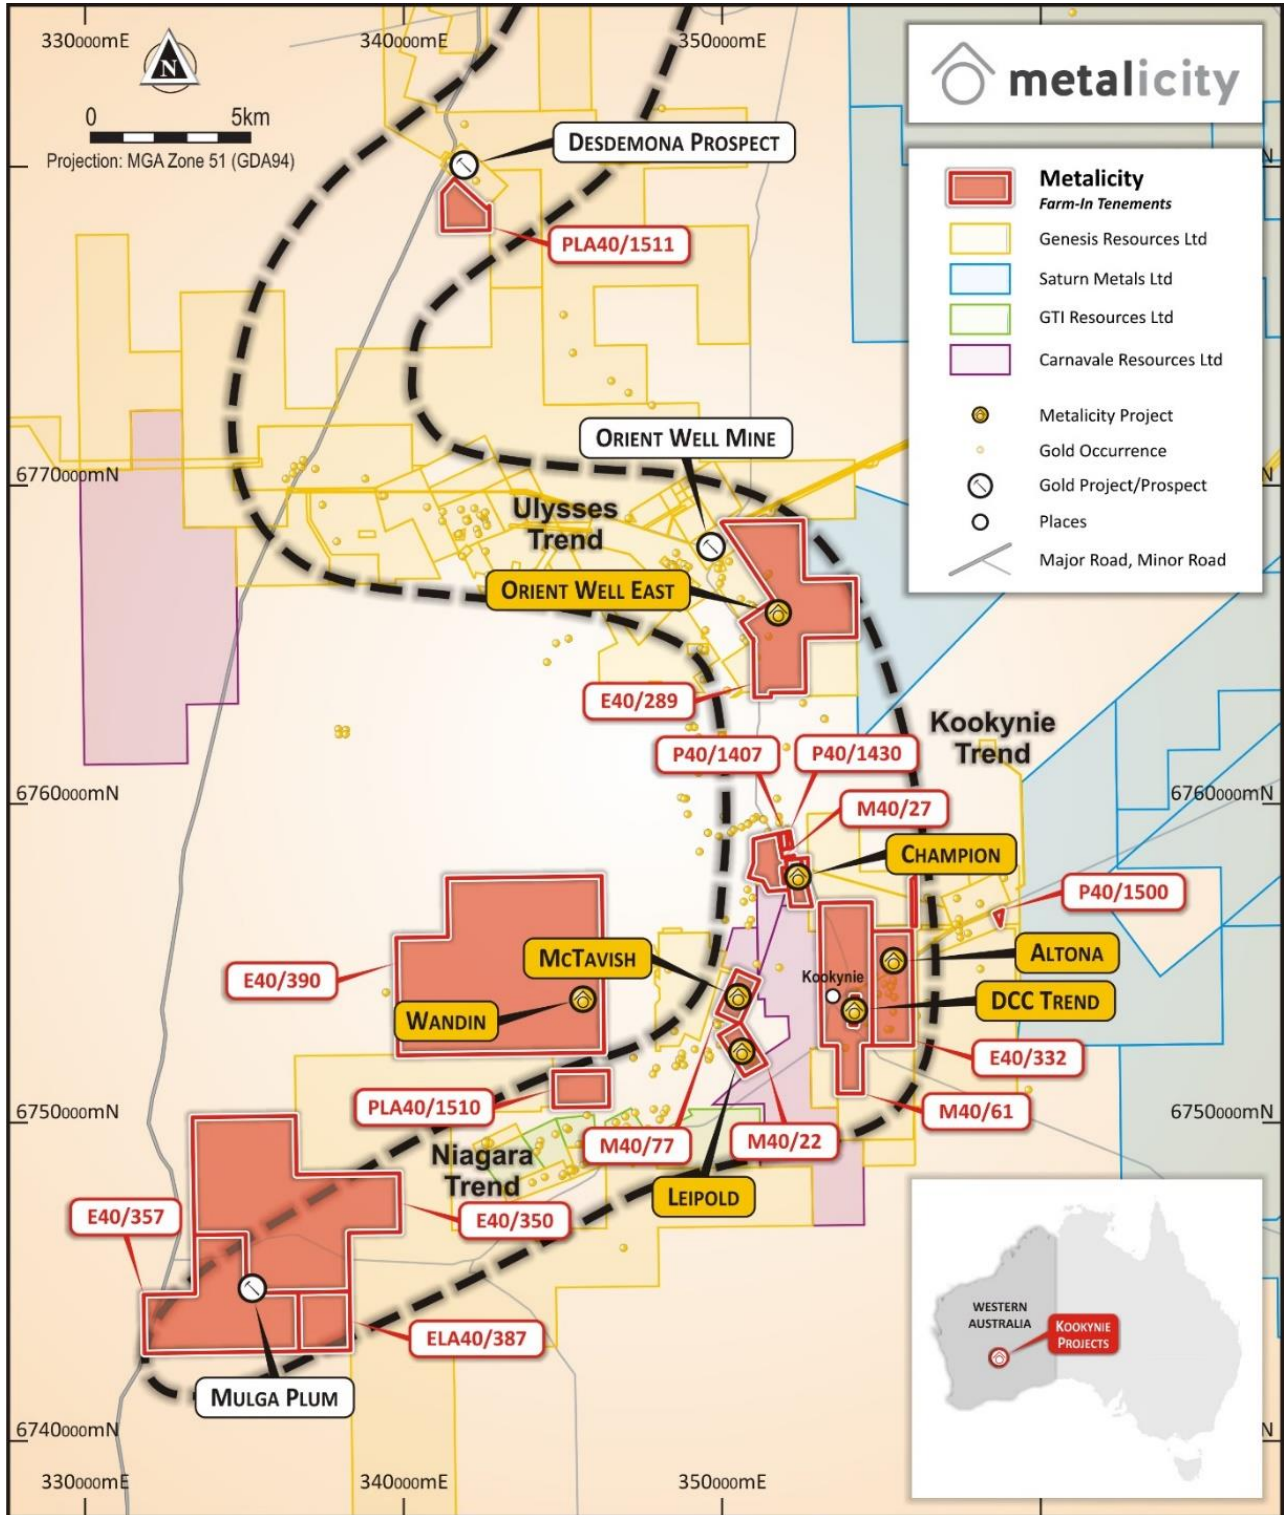 330000mE
340000mE
350000mE
N
0 5km
Projection: MGA Zone 51 (GDA94)
metalicity
Metalicity
Farm-In Tenements
Genesis Resources Ltd
Saturn Metals Ltd
GTI Resources Ltd
Carnavale Resources Ltd
Metalicity Project
Gold Occurrence
Gold Project/Prospect
Places
Major Road, Minor Road
DESDEMONA PROSPECT
PLA40/1511
ORIENT WELL MINE
6770000mN
Ulysses
Trend
ORIENT WELL EAST
E40/289
Kookynie
Trend
P40/1407
P40/1430
6760000mN
6760000mN
M40/27
CHAMPION
P40/1500
MCTAVISH
ALTONA
E40/390
Kookynie
WANDIN
DCC TREND
E40/332
PLA40/1510
M40/61
6750000mN
6750000mN
M40/77
M40/22
Niagara
Trend
LEIPOLD
E40/357
E40/350
ELA40/387
MULGA PLUM
WESTERN
AUSTRALIA
KOOKYNIE
PROJECTS
6740000mN
N
330000mE
340000mE
350000mE